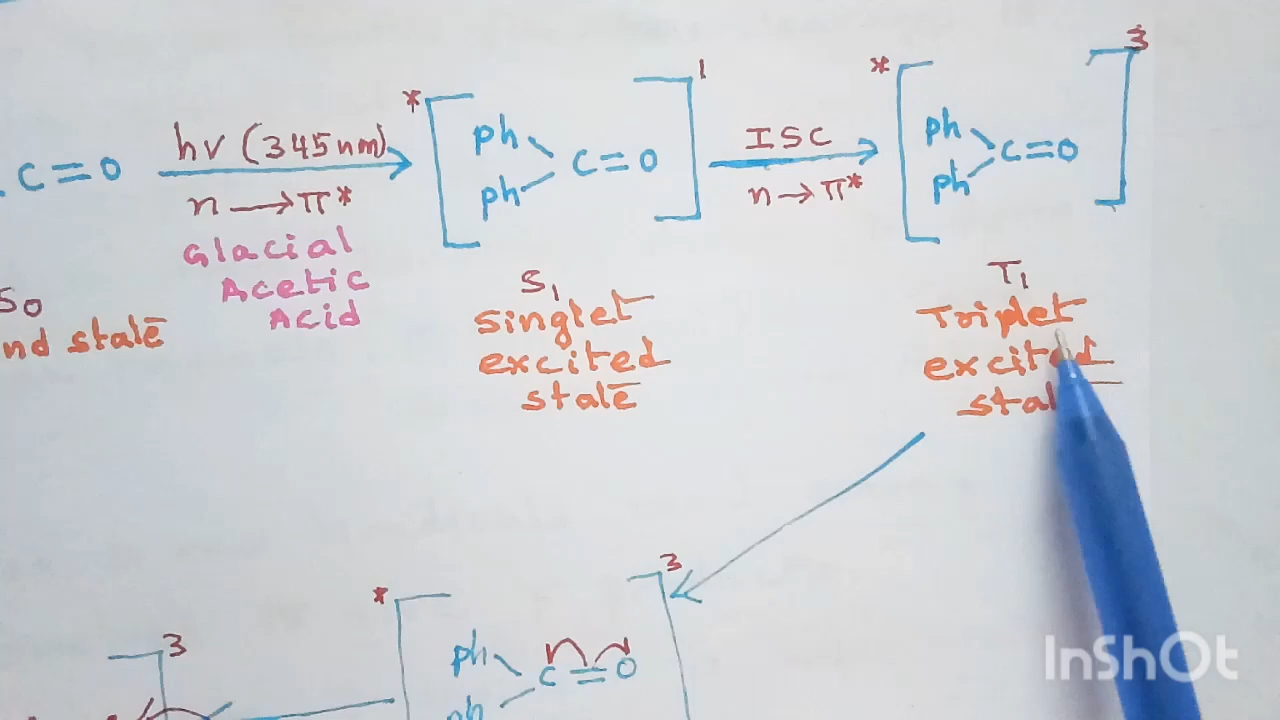 * [ ph ph C=O ]1
* [ ph ph C=O ]3
C=O
hν (345nm)
n → π*
Glacial
Acetic
Acid
ISC
n → π*
S0
nd state
S1
Singlet
excited
state
T1
Triplet
excited
* [ ph ph C=O ]3
]3
InShOt